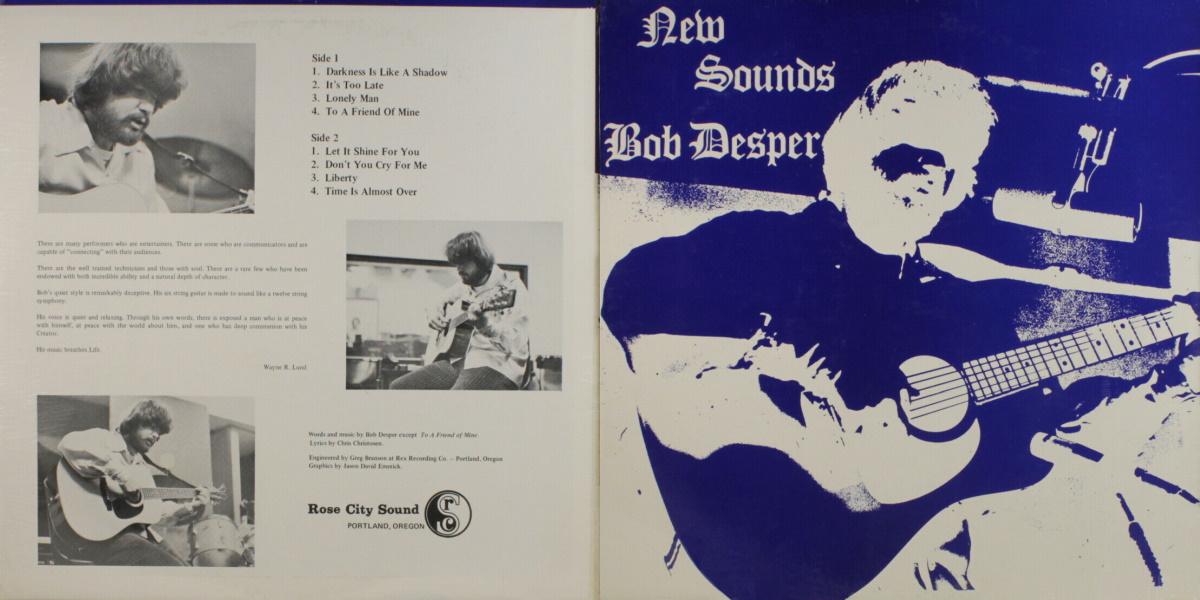 Side 1
1. Darkness Is Like A Shadow
2. It's Too Late
3. Lonely Man
4. To A Friend Of Mine
Side 2
1. Let It Shine For You
2. Don't You Cry For Me
3. Liberty
4. Time Is Almost Over
There are many performers who are entertainers. There are some who are communicators and are
capable of "connecting" with their audiences.
There are the well trained technicians and those with soul. There are a rare few who have been
endowed with both incredible ability and a natural depth of character.
Bob's quiet style is remarkably deceptive. His six string guitar is made to sound like a twelve string
symphony.
His voice is quiet and relaxing. Through his own words, there is exposed a man who is at peace
with himself, at peace with the world about him, and one who has deep communion with his
Creator.
His music breathes Life.
Wayne R. Lund
Words and music by Bob Desper except To A Friend of Mine
Lyrics by Chris Christosen.
Engineered by Greg Branson at Rex Recording Co. – Portland, Oregon
Graphics by Jason David Emerick.
Rose City Sound
PORTLAND, OREGON
rSc
New
Sounds
Bob Desper